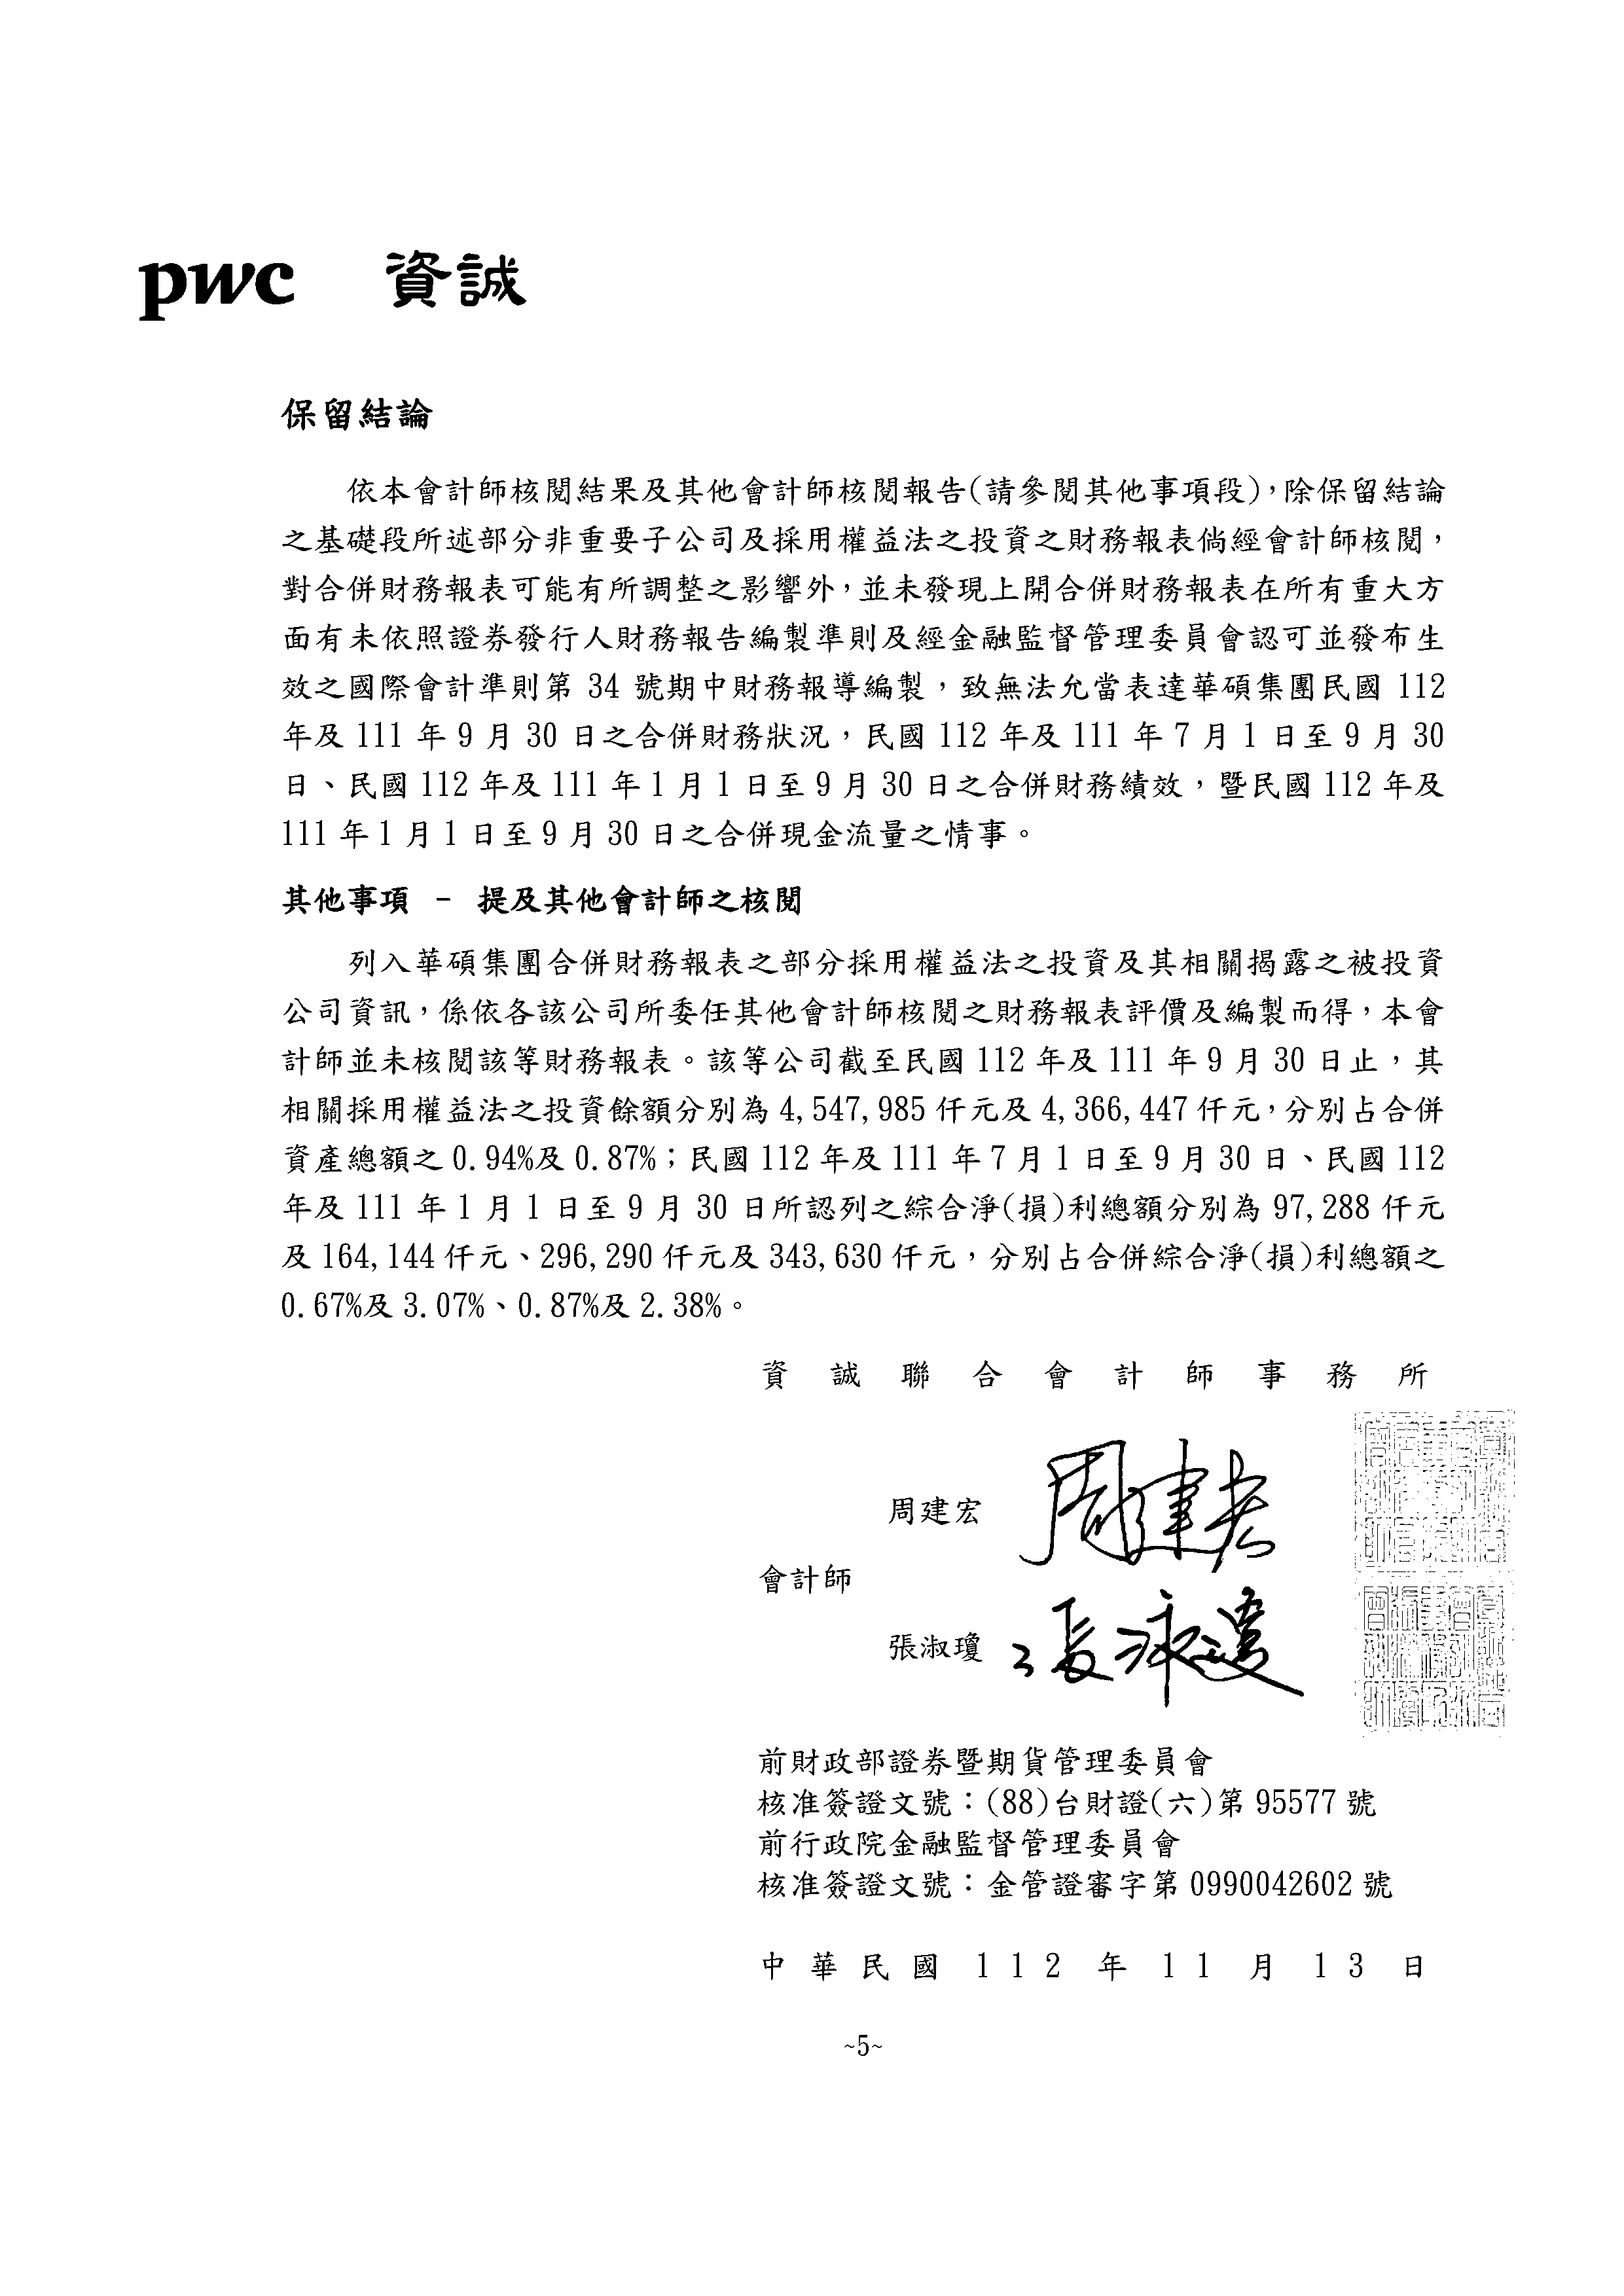 pwc 資誠
保留結論
依本會計師核閱結果及其他會計師核閱報告(請參閱其他事項段)，除保留結論
之基礎段所述部分非重要子公司及採用權益法之投資之財務報表倘經會計師核閱，
對合併財務報表可能有所調整之影響外，並未發現上開合併財務報表在所有重大方
面有未依照證券發行人財務報告編製準則及經金融監督管理委員會認可並發布生
效之國際會計準則第 34 號期中財務報導編製，致無法允當表達華碩集團民國 112
年及 111 年 9 月 30 日之合併財務狀況，民國 112 年及 111 年 7 月 1 日至 9 月 30
日、民國 112 年及 111 年 1 月 1 日至 9 月 30 日之合併財務績效，暨民國 112 年及
111 年 1 月 1 日至 9 月 30 日之合併現金流量之情事。
其他事項 - 提及其他會計師之核閱
列入華碩集團合併財務報表之部分採用權益法之投資及其相關揭露之被投資
公司資訊，係依各該公司所委任其他會計師核閱之財務報表評價及編製而得，本會
計師並未核閱該等財務報表。該等公司截至民國 112 年及 111 年 9 月 30 日止，其
相關採用權益法之投資餘額分別為 4,547,985 仟元及 4,366,447 仟元，分別占合併
資產總額之 0.94%及 0.87%；民國 112 年及 111 年 7 月 1 日至 9 月 30 日、民國 112
年及 111 年 1 月 1 日至 9 月 30 日所認列之綜合淨(損)利總額分別為 97,288 仟元
及 164,144 仟元、296,290 仟元及 343,630 仟元，分別占合併綜合淨(損)利總額之
0.67%及 3.07%、0.87%及 2.38%。
資 誠 聯 合 會 計 師 事 務 所
周建宏 周建宏
會計師
張淑瓊 張淑瓊
前財政部證券暨期貨管理委員會
核准簽證文號：(88)台財證(六)第 95577 號
前行政院金融監督管理委員會
核准簽證文號：金管證審字第 0990042602 號
中 華 民 國 1 1 2 年 1 1 月 1 3 日
~5~